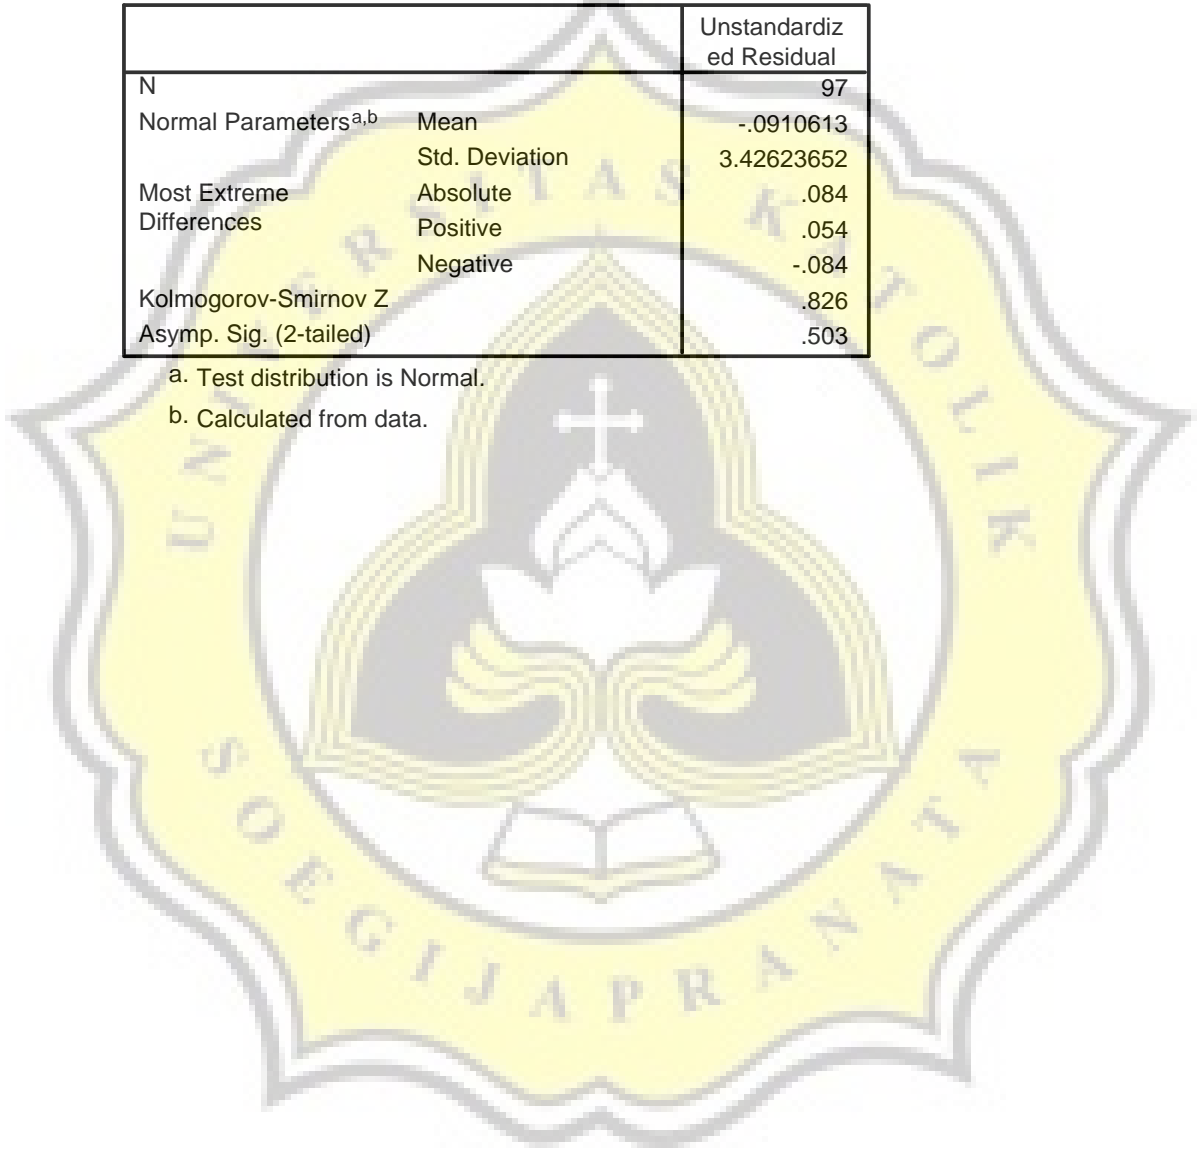 Unstandardiz
ed Residual
N 97
Normal Parametersa,b Mean -.0910613
Std. Deviation 3.42623652
Most Extreme Differences Absolute .084
Positive .054
Negative -.084
Kolmogorov-Smirnov Z .826
Asymp. Sig. (2-tailed) .503
a. Test distribution is Normal.
b. Calculated from data.
UNIVERSITAS KATOLIK
SOEGIJAPRANATA